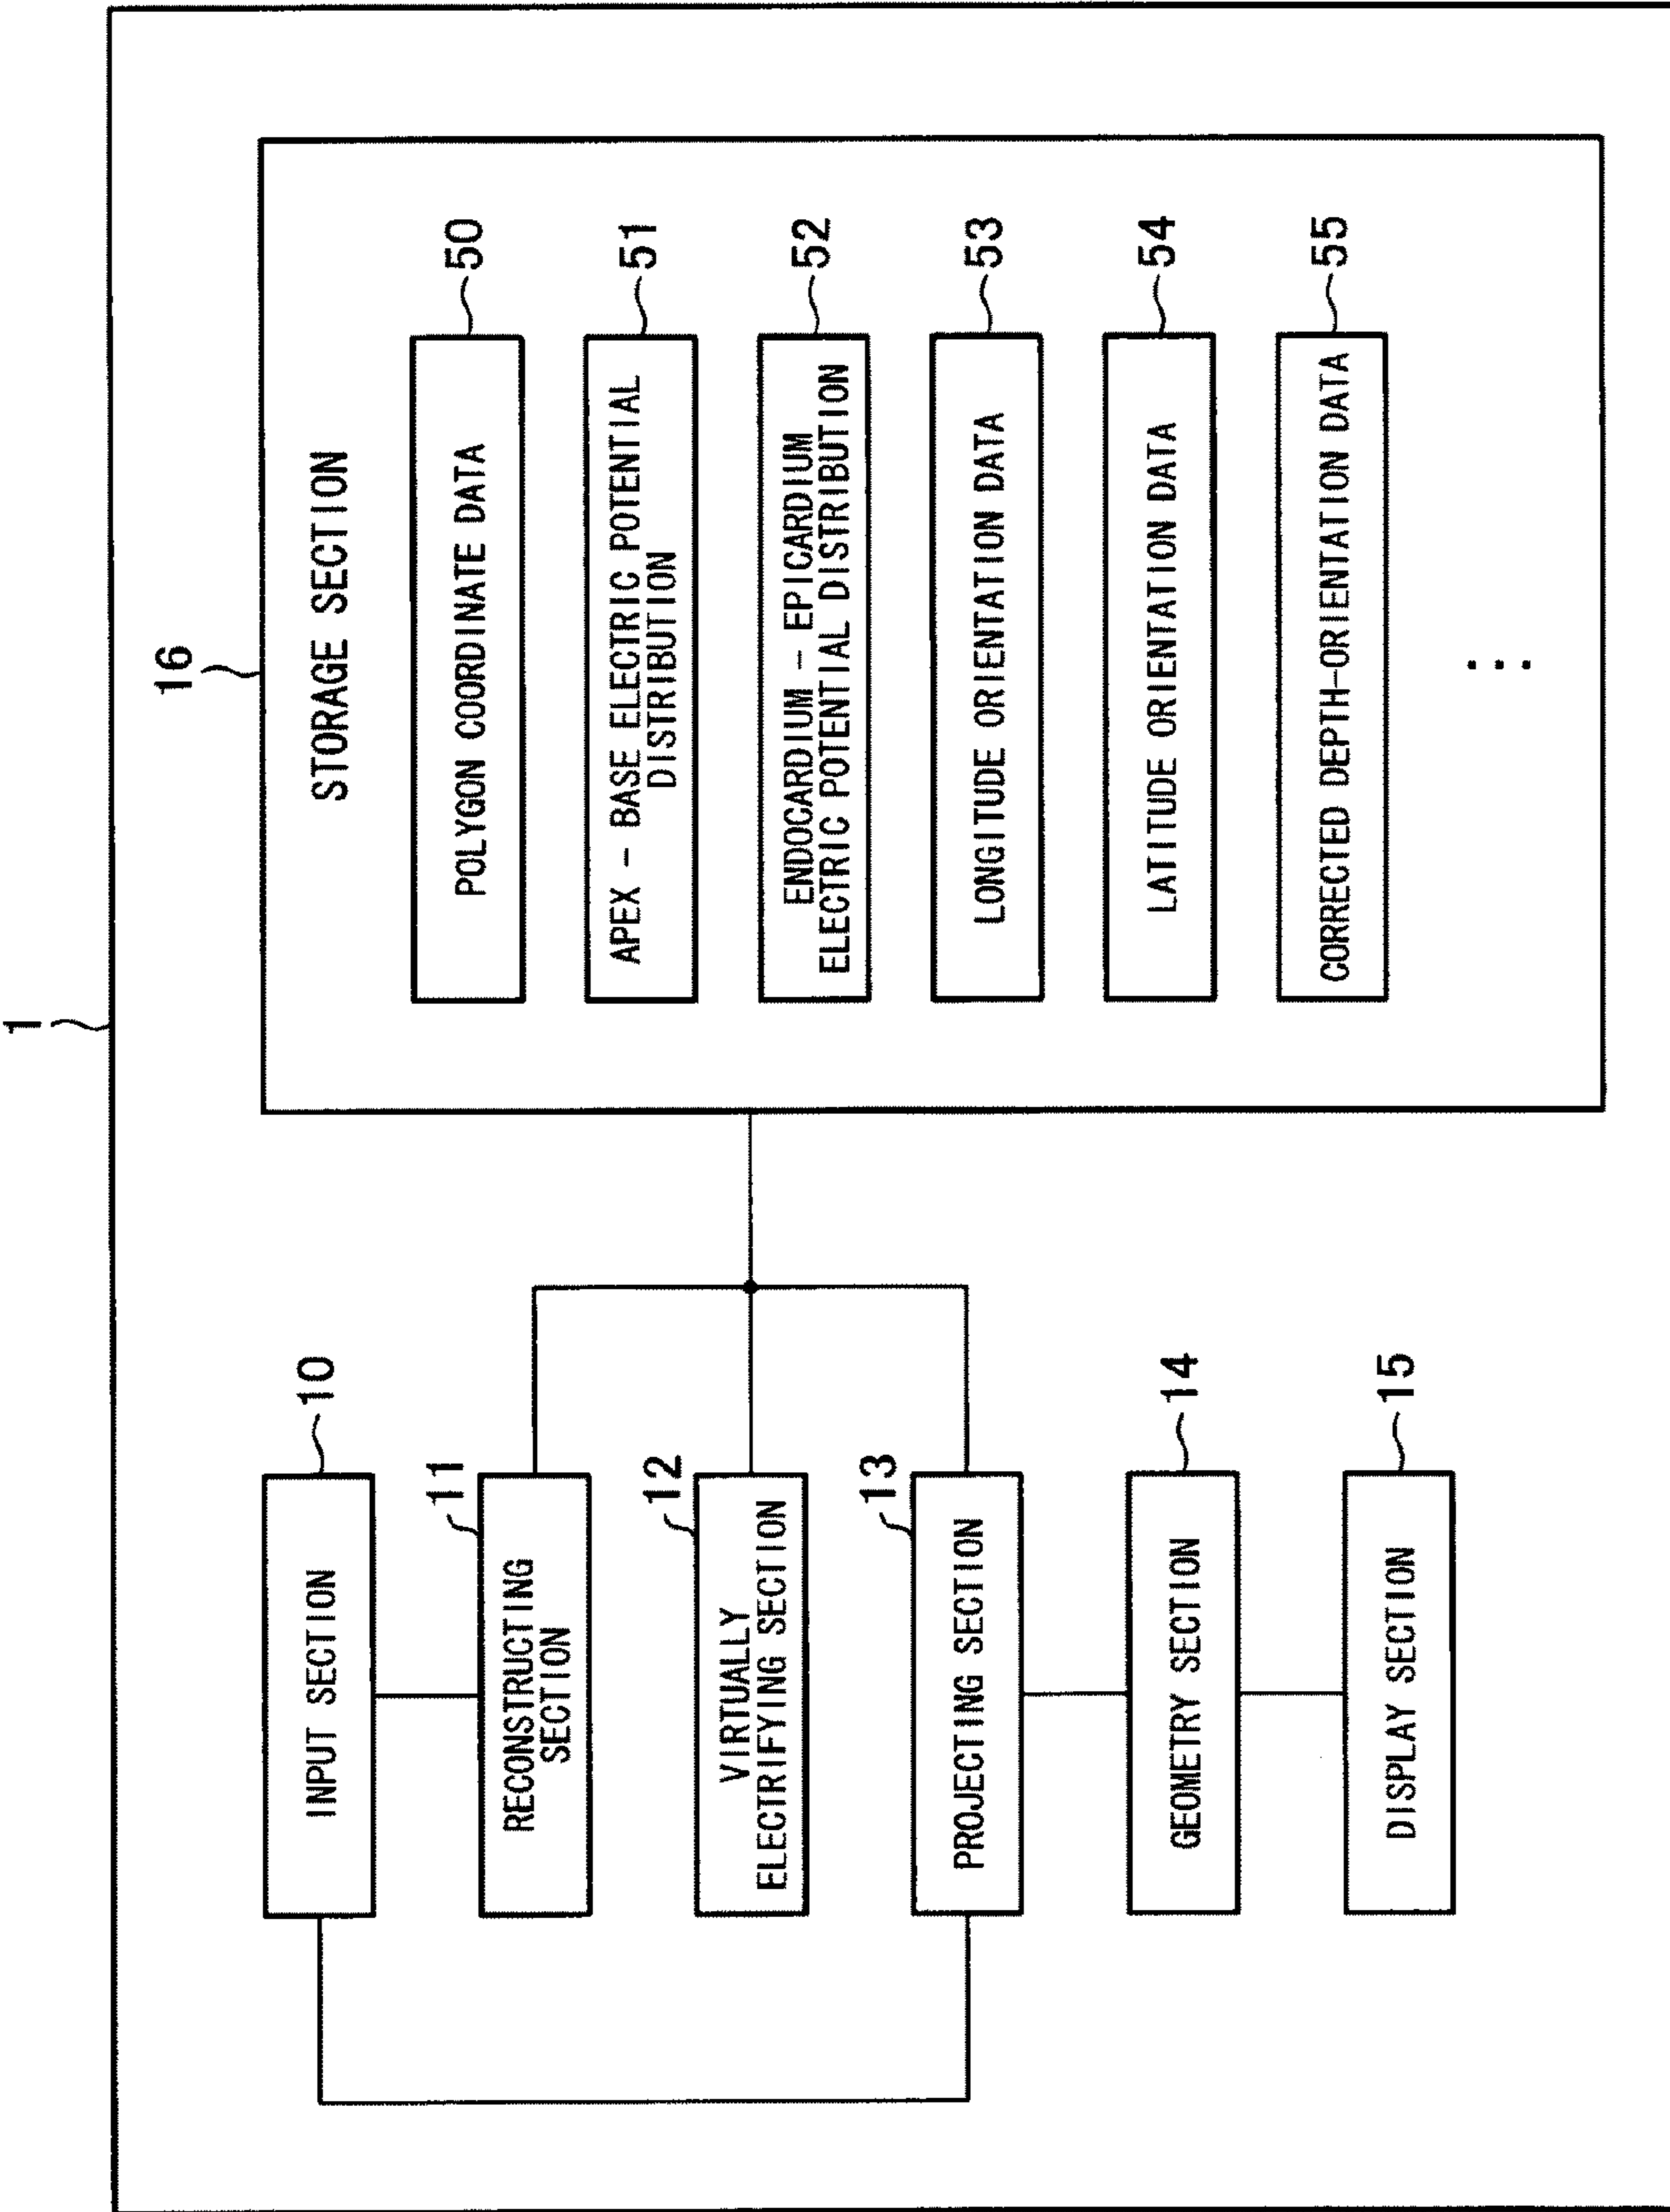 1
10
INPUT SECTION
11
RECONSTRUCTING
SECTION
12
VIRTUALLY
ELECTRIFYING SECTION
13
PROJECTING SECTION
14
GEOMETRY SECTION
15
DISPLAY SECTION
16
STORAGE SECTION
50
POLYGON COORDINATE DATA
51
APEX - BASE ELECTRIC POTENTIAL
DISTRIBUTION
52
ENDOCARDIUM - EPICARDIUM
ELECTRIC POTENTIAL DISTRIBUTION
53
LONGITUDE ORIENTATION DATA
54
LATITUDE ORIENTATION DATA
55
CORRECTED DEPTH-ORIENTATION DATA
...